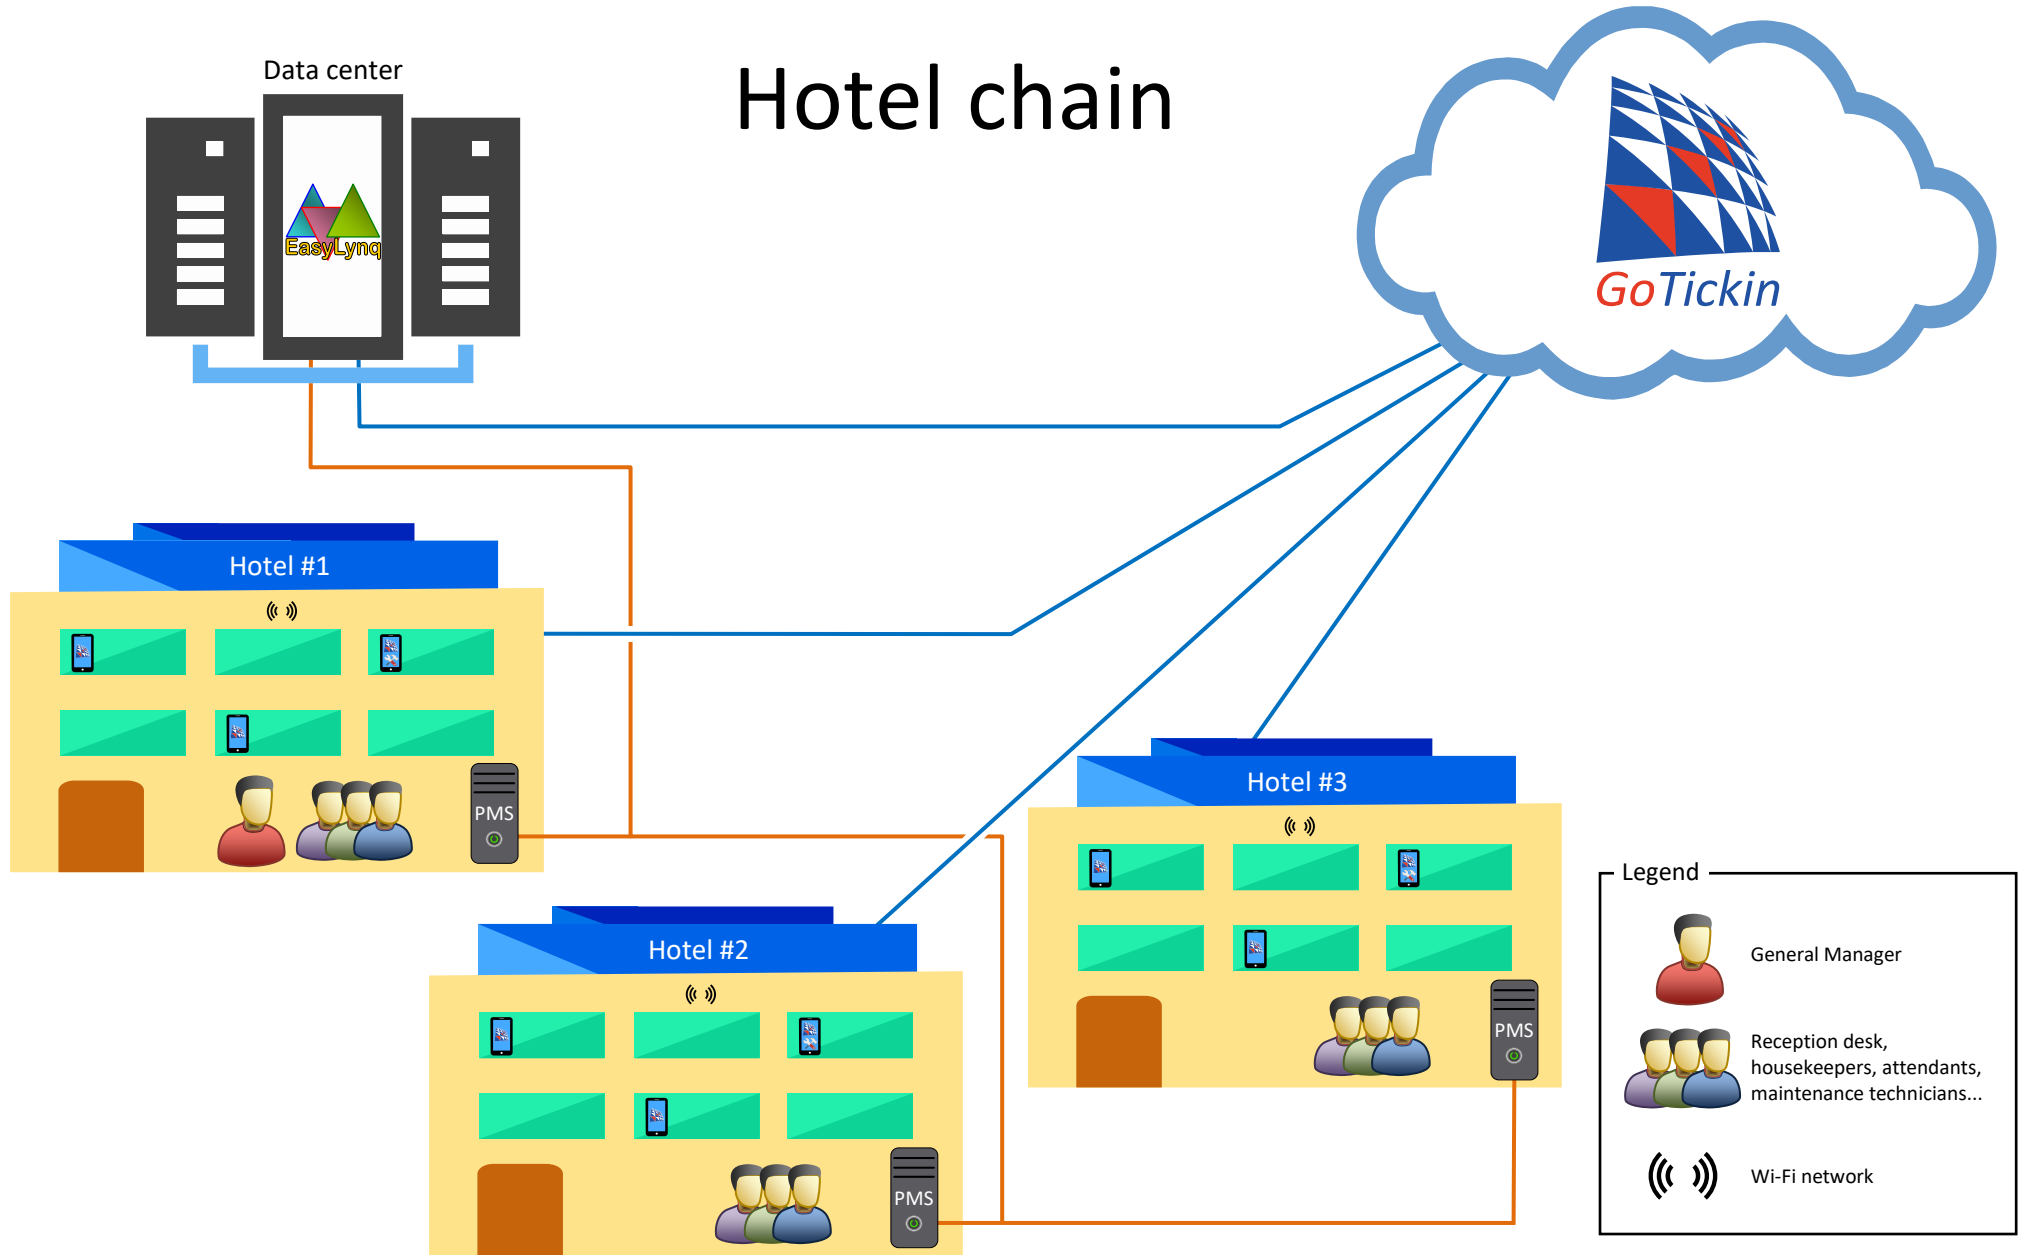 Data center
Hotel chain
EasyLynq
GoTickin
Hotel #1
PMS
Hotel #2
PMS
Hotel #3
PMS
Legend
General Manager
Reception desk,
housekeepers, attendants,
maintenance technicians...
Wi-Fi network